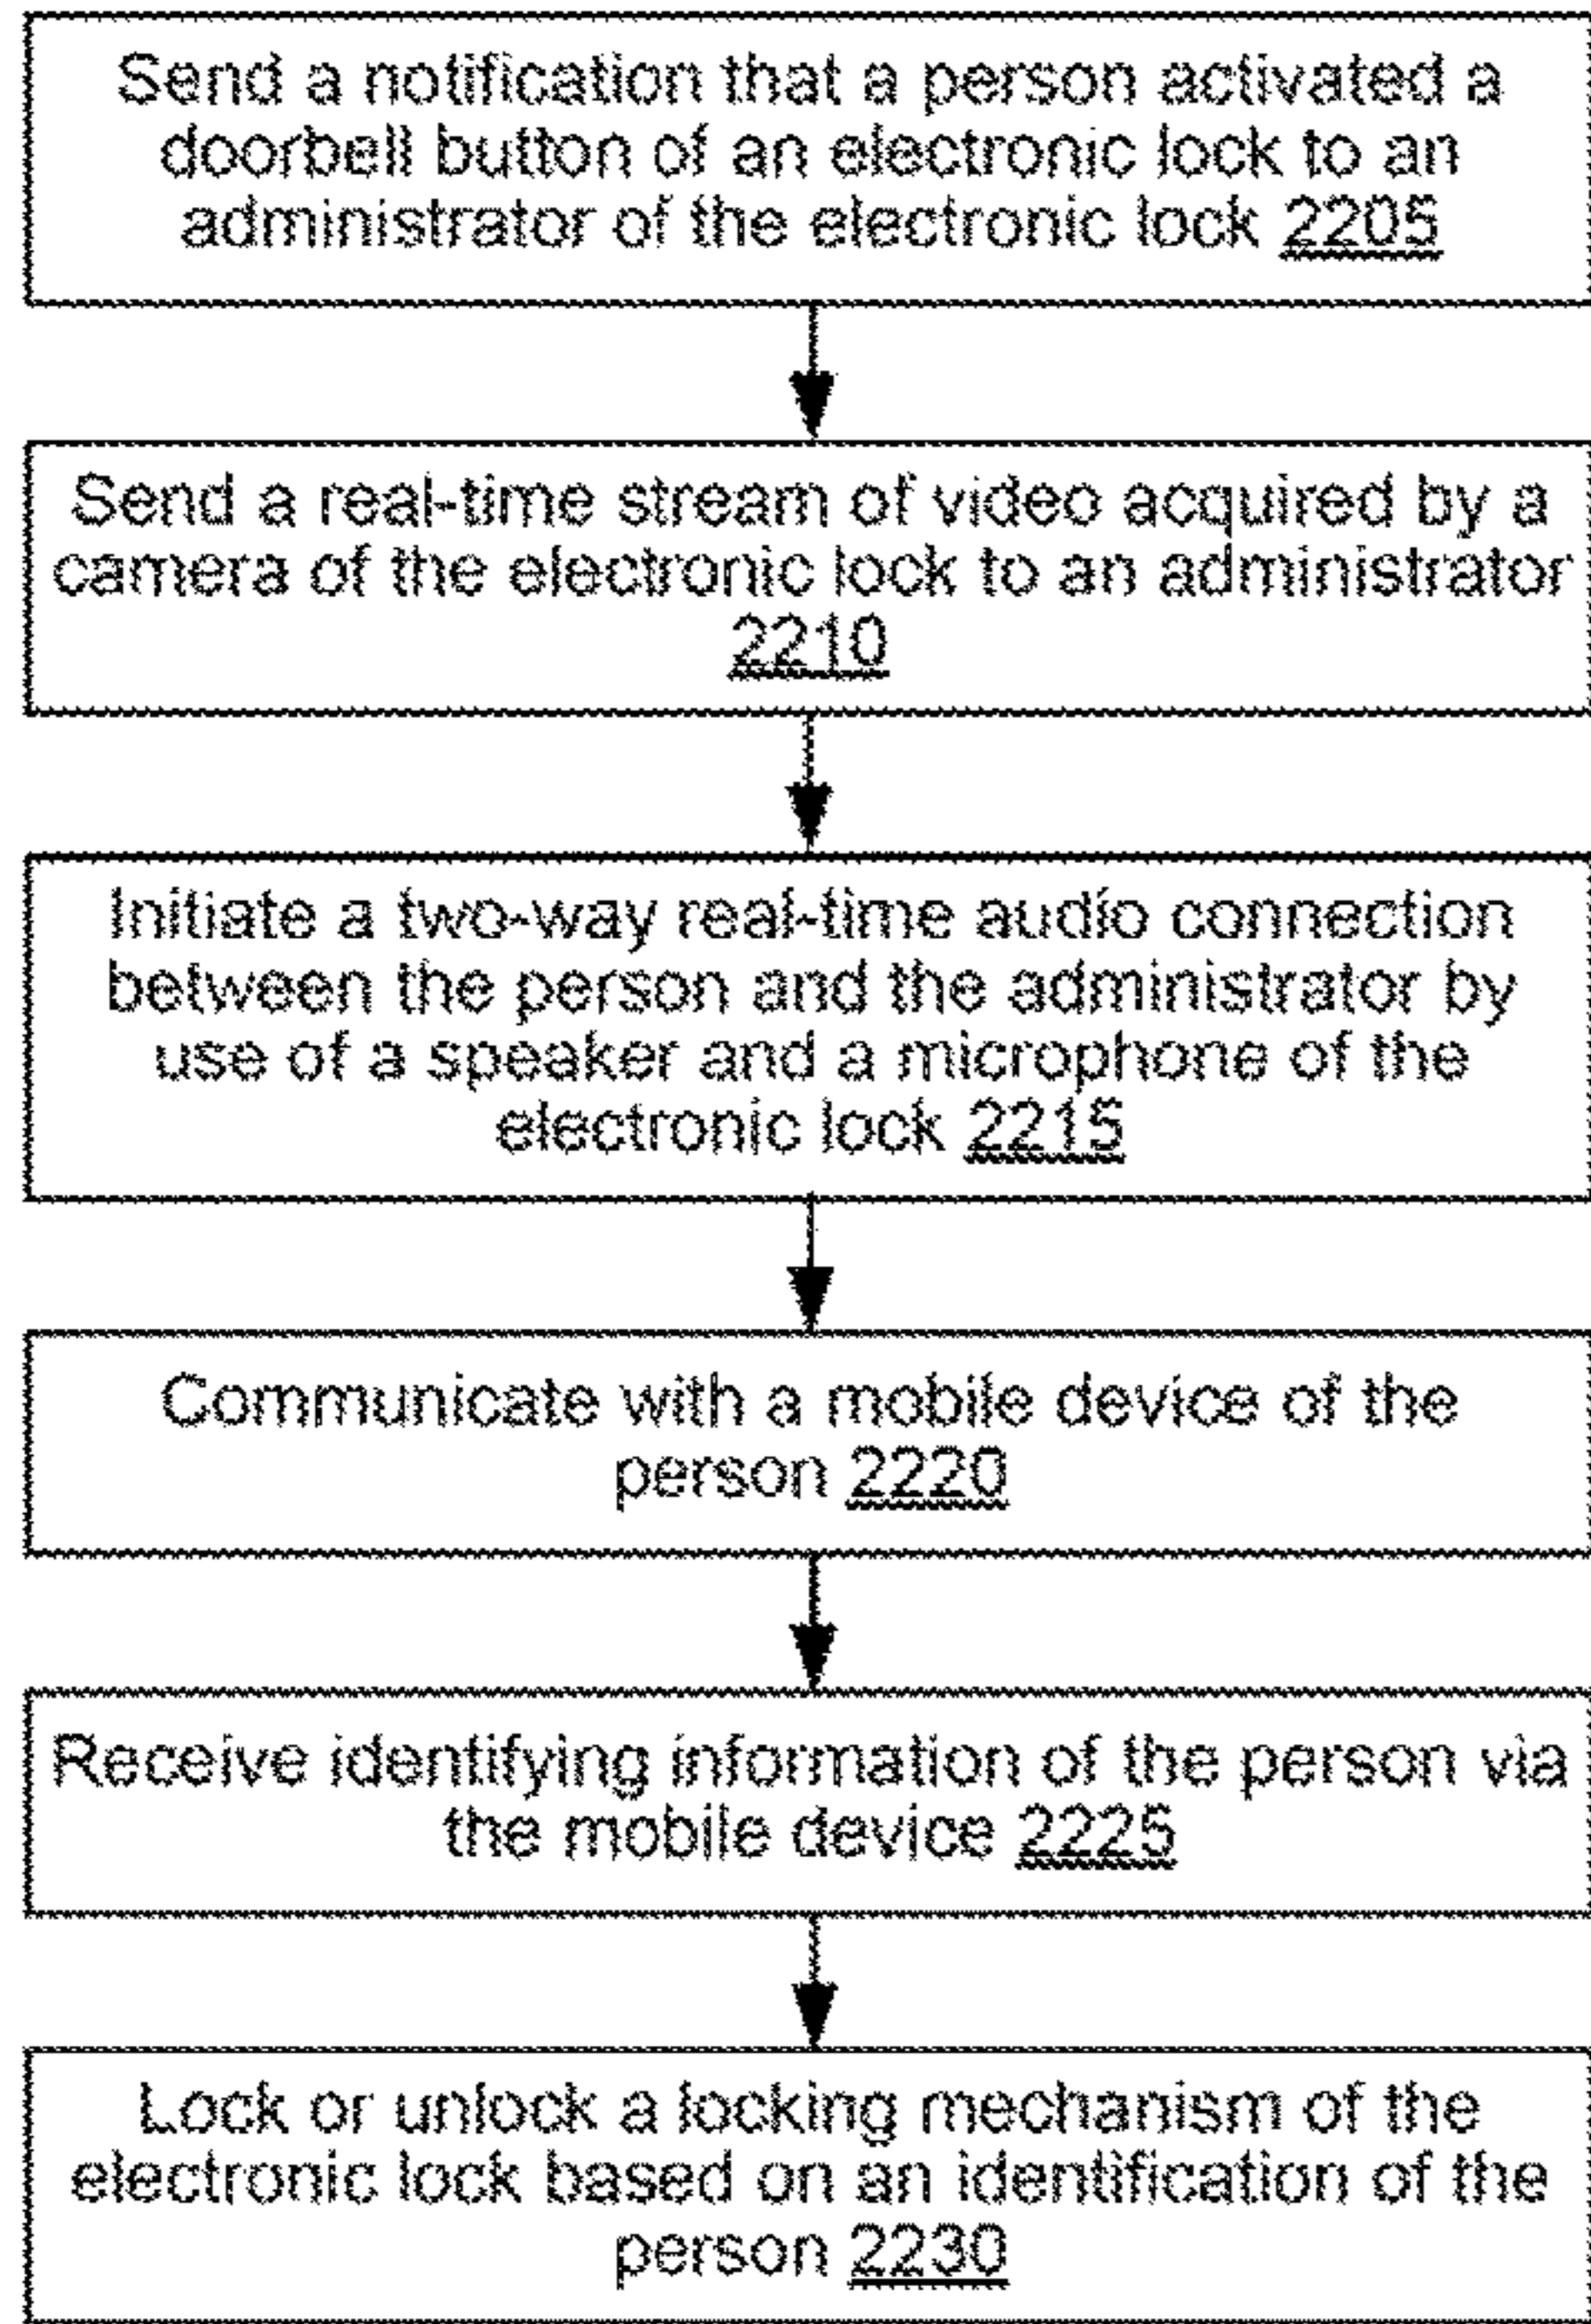 Send a notification that a person activated a
doorbell button of an electronic lock to an
administrator of the electronic lock 2205
Send a real-time stream of video acquired by a
camera of the electronic lock to an administrator
2210
Initiate a two-way real-time audio connection
between the person and the administrator by
use of a speaker and a microphone of the
electronic lock 2215
Communicate with a mobile device of the
person 2220
Receive identifying information of the person via
the mobile device 2225
Lock or unlock a locking mechanism of the
electronic lock based on an identification of the
person 2230